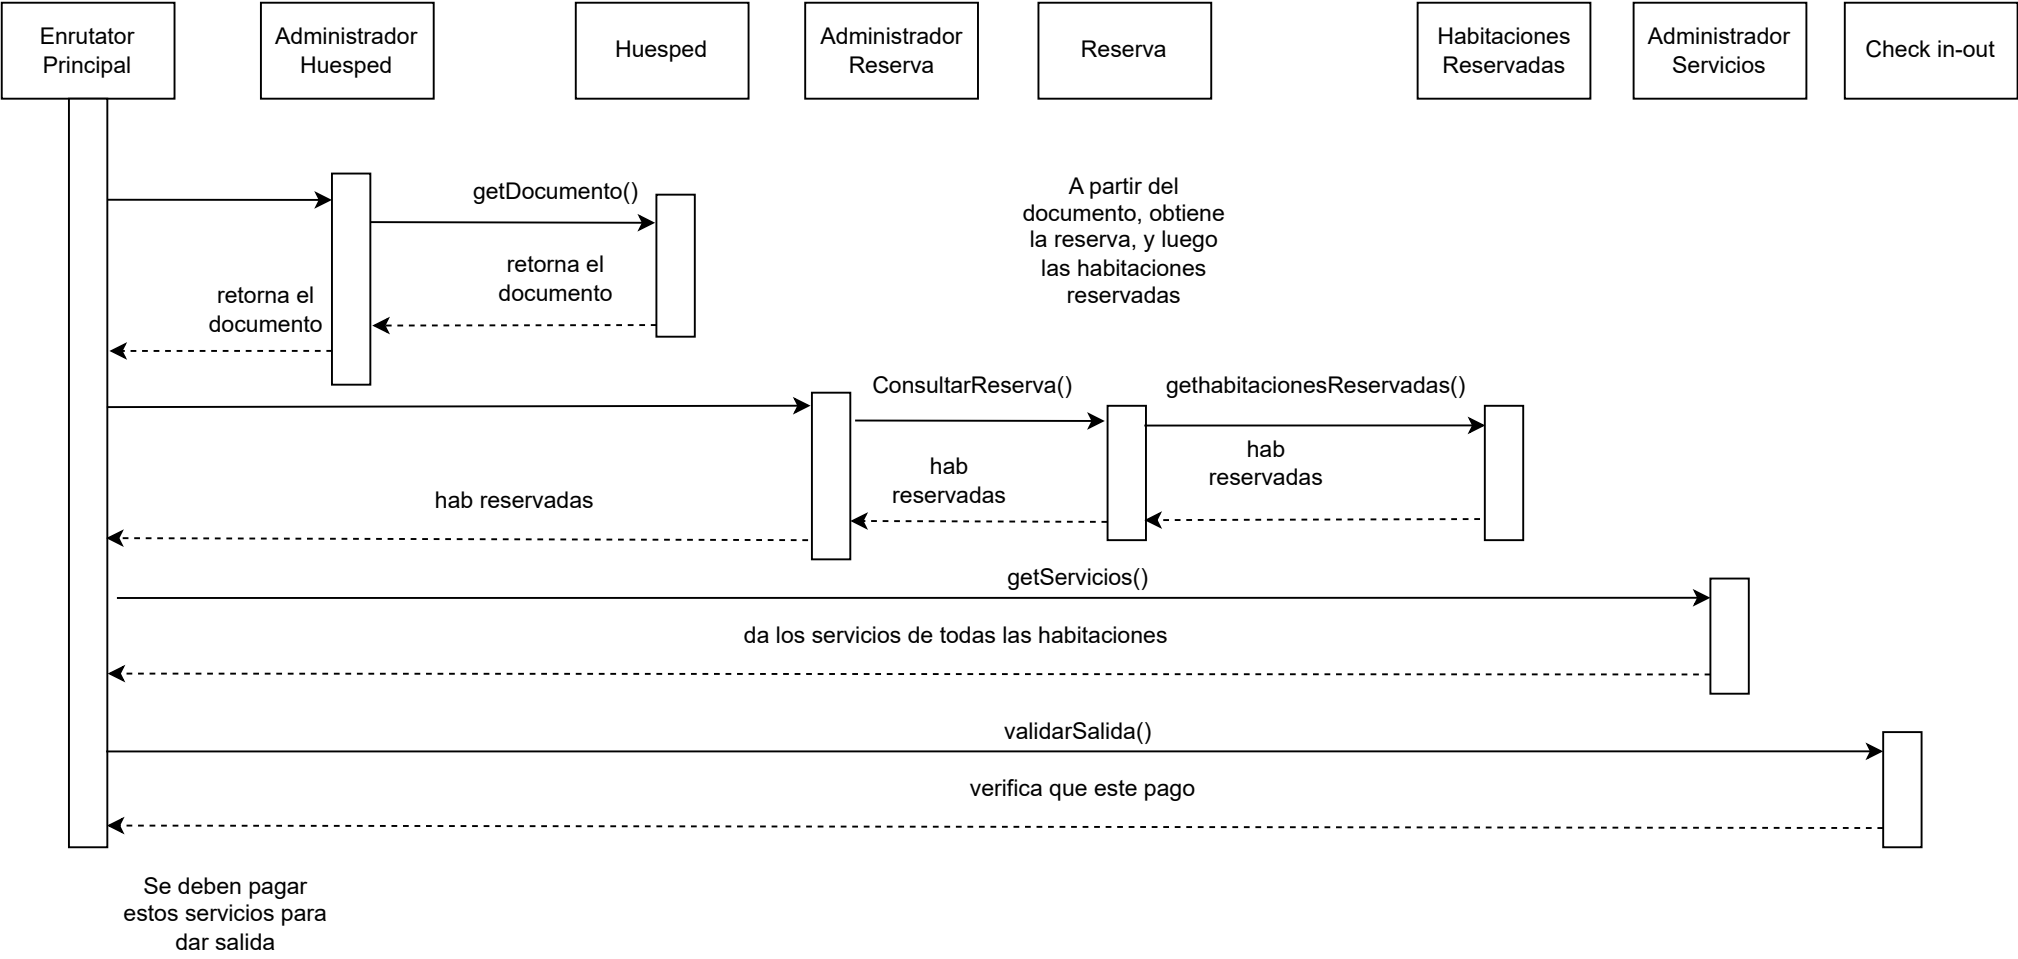 Enrutator
Principal
Administrador
Huesped
Huesped
Administrador
Reserva
Reserva
Habitaciones
Reservadas
Administrador
Servicios
Check in-out
getDocumento()
A partir del
documento, obtiene
la reserva, y luego
las habitaciones
reservadas
retorna el
documento
retorna el
documento
ConsultarReserva()
gethabitacionesReservadas()
hab
reservadas
hab
reservadas
hab reservadas
getServicios()
da los servicios de todas las habitaciones
validarSalida()
verifica que este pago
Se deben pagar
estos servicios para
dar salida